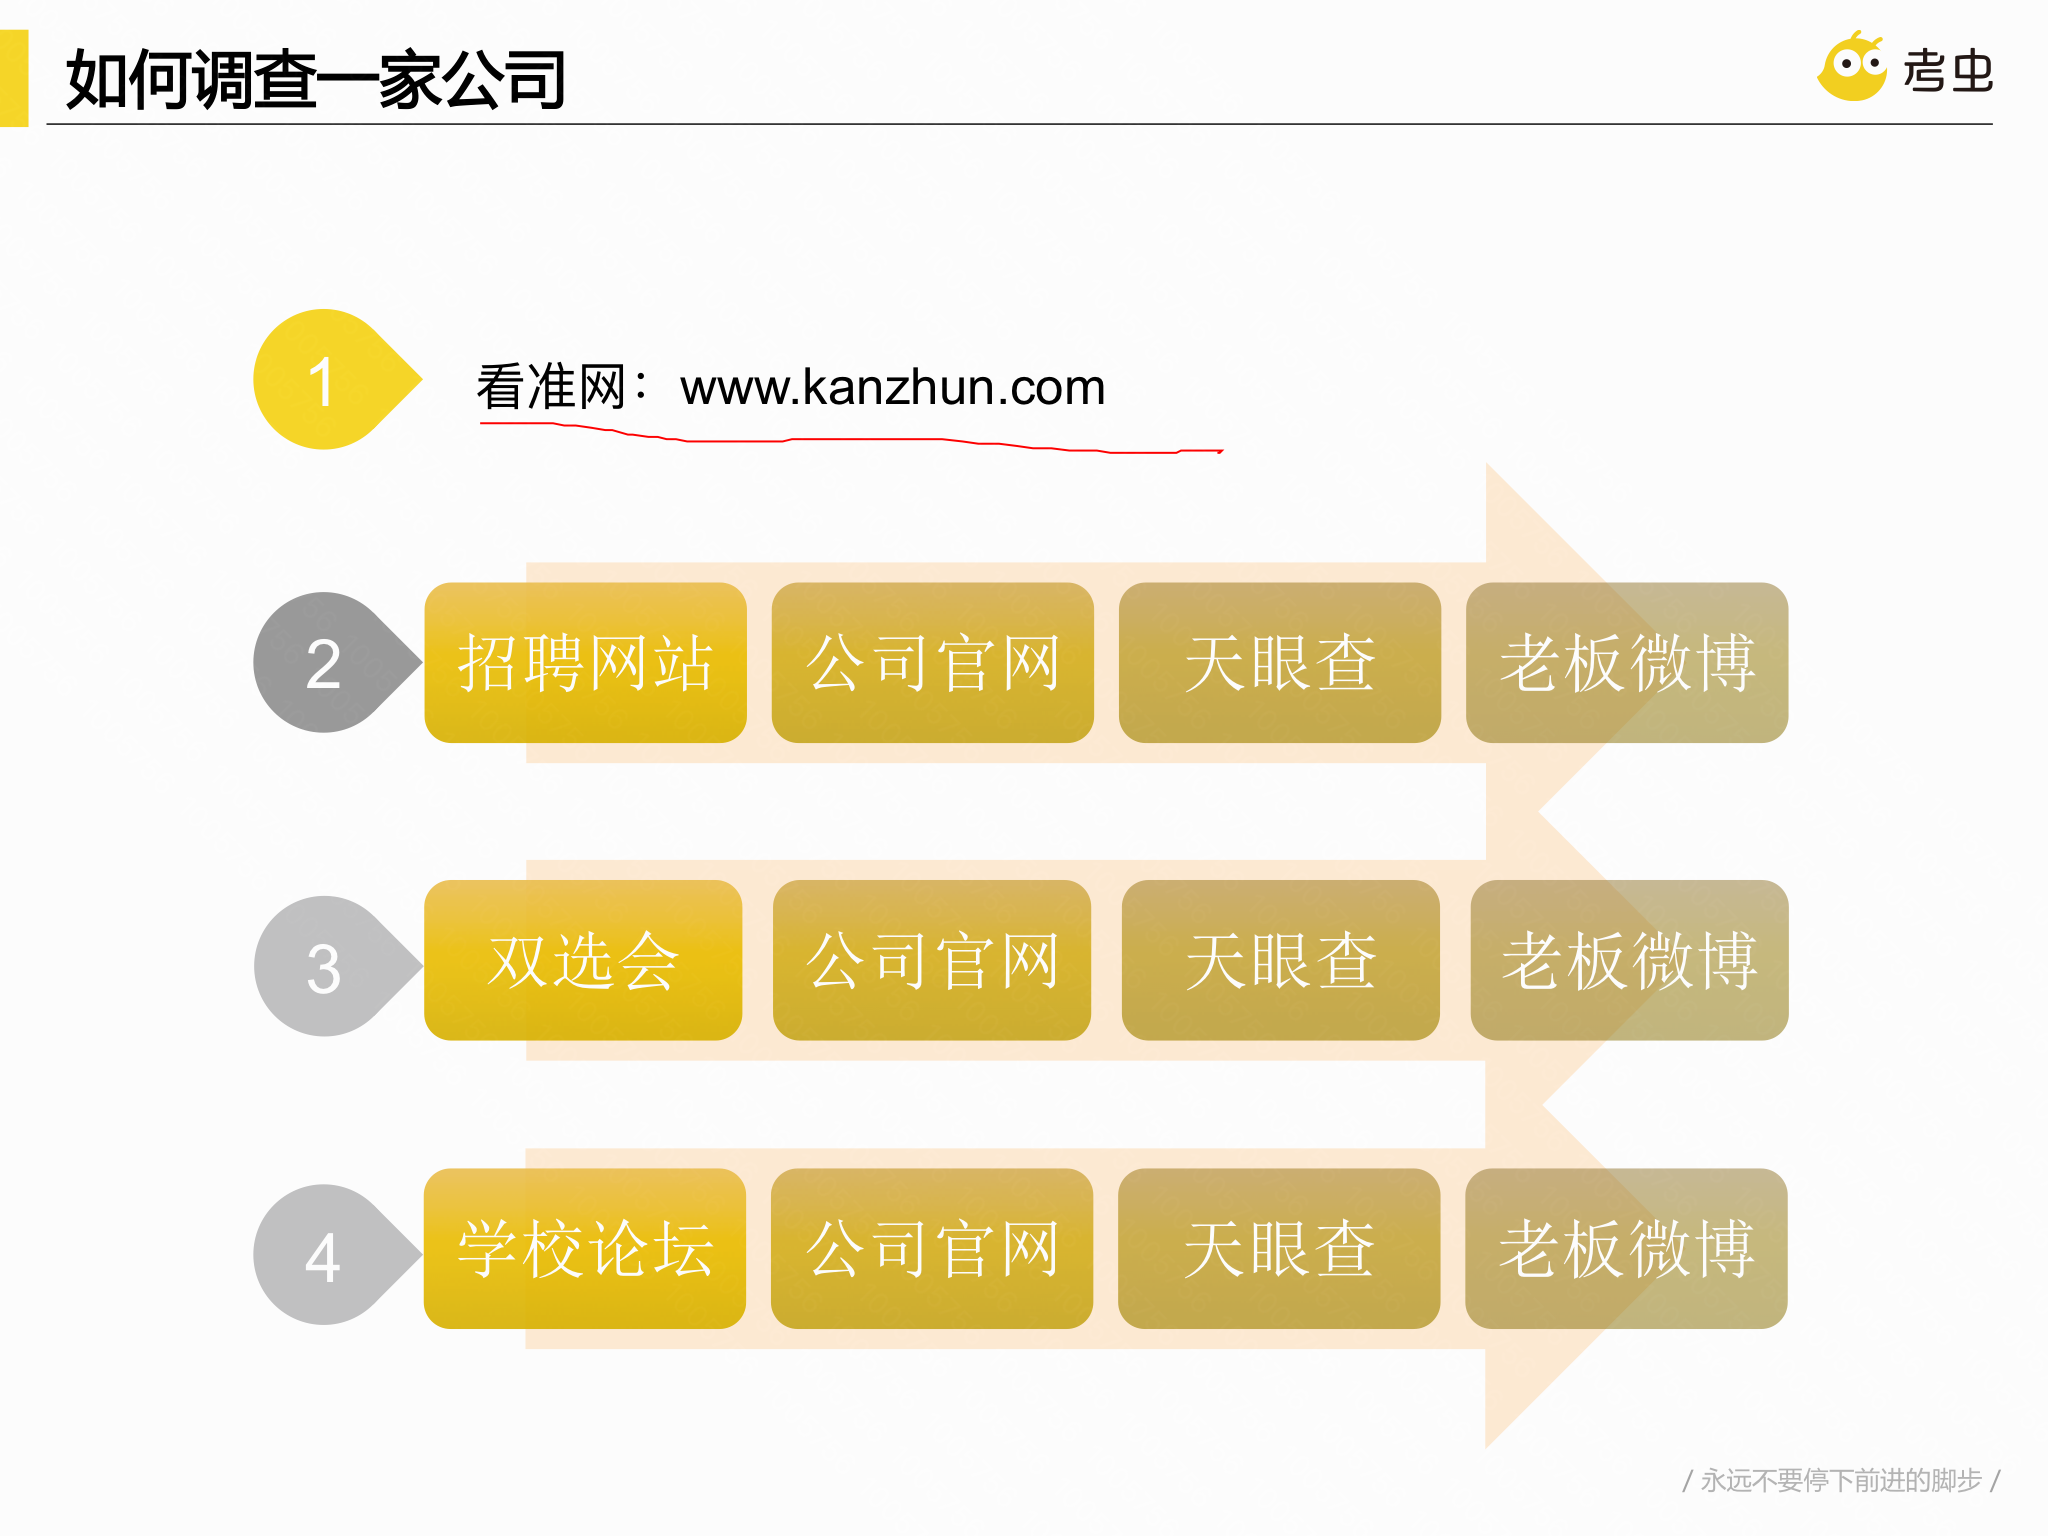 如何调查一家公司
考虫
1
看准网：www.kanzhun.com
2
招聘网站
公司官网
天眼查
老板微博
3
双选会
公司官网
天眼查
老板微博
4
学校论坛
公司官网
天眼查
老板微博
/ 永远不要停下前进的脚步 /